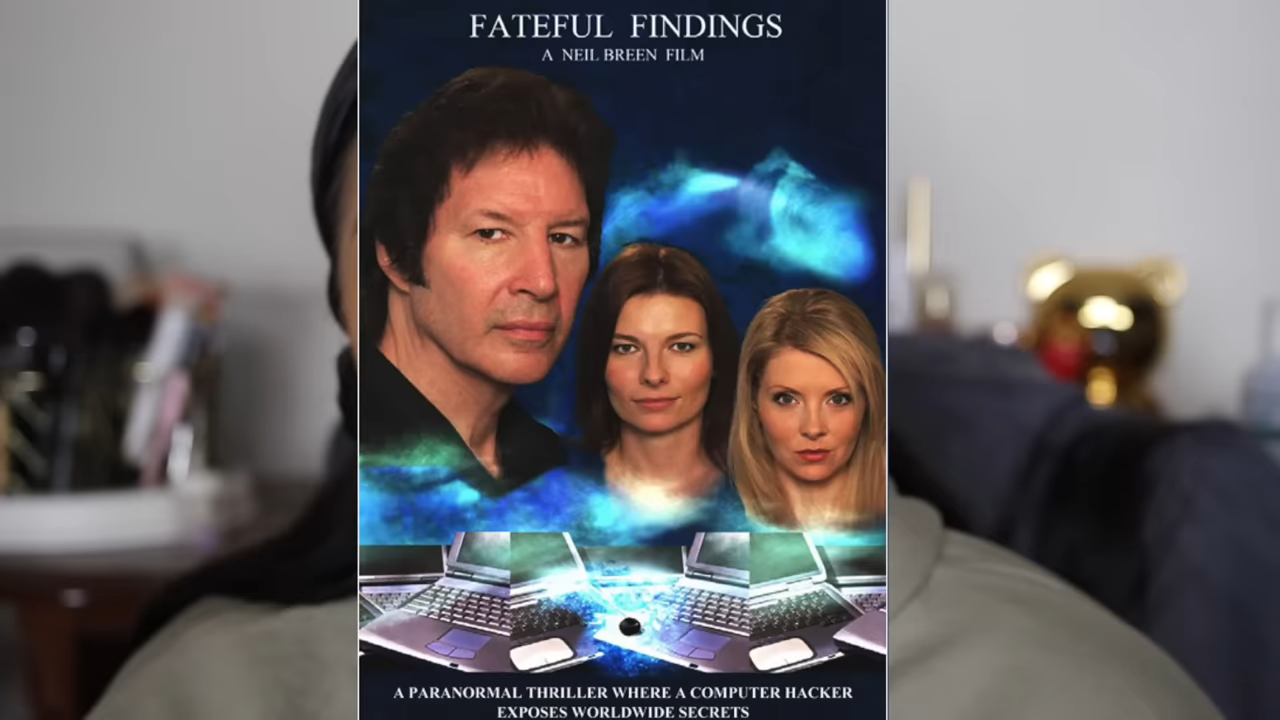 FATEFUL FINDINGS
A NEIL BREEN FILM
A PARANORMAL THRILLER WHERE A COMPUTER HACKER
EXPOSES WORLDWIDE SECRETS